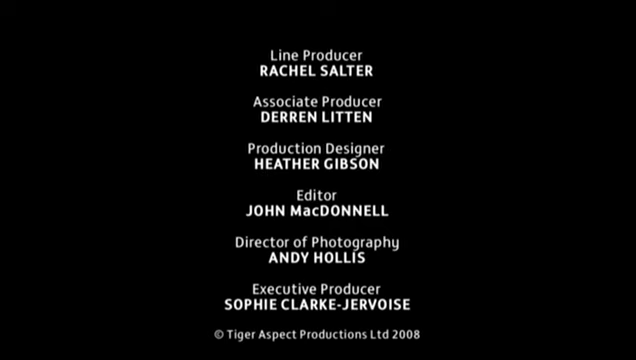 Line Producer
RACHEL SALTER
Associate Producer
DERREN LITTEN
Production Designer
HEATHER GIBSON
Editor
JOHN MacDONNELL
Director of Photography
ANDY HOLLIS
Executive Producer
SOPHIE CLARKE-JERVOISE
© Tiger Aspect Productions Ltd 2008